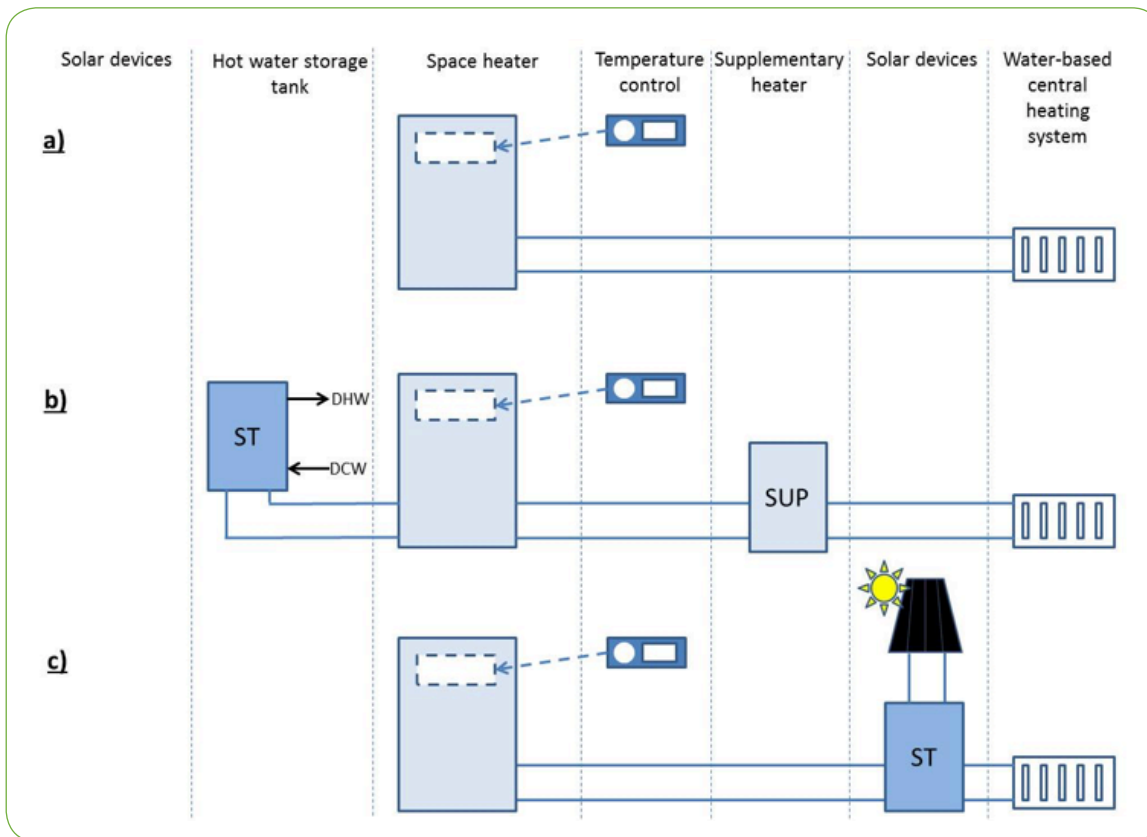 Solar devices
Hot water storage
tank
Space heater
Temperature
control
Supplementary
heater
Solar devices
Water-based
central
heating
system
a)
b)
ST
DHW
DCW
SUP
c)
ST